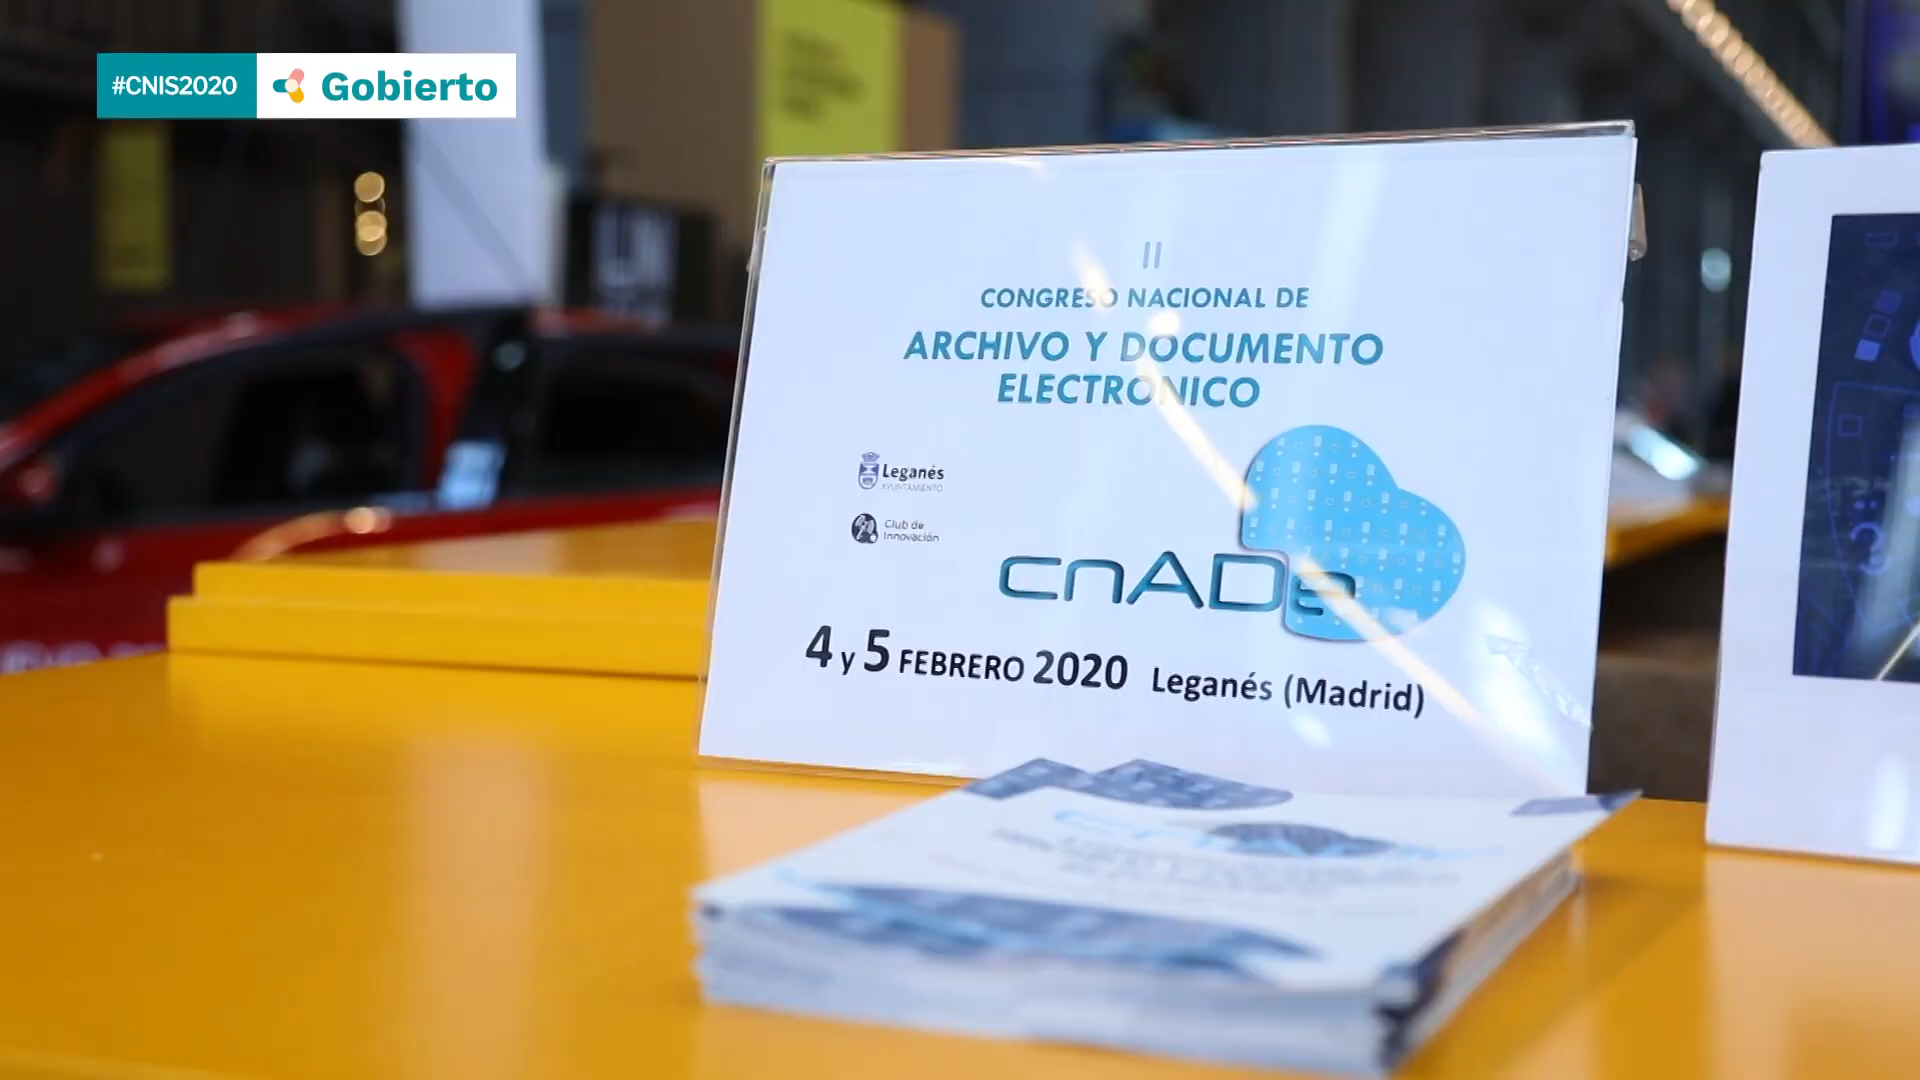 #CNIS2020 Gobierto
II
CONGRESO NACIONAL DE
ARCHIVO Y DOCUMENTO
ELECTRÓNICO
Leganés
AYUNTAMIENTO
Club de
Innovación
cnADe
4 y 5 FEBRERO 2020 Leganés (Madrid)